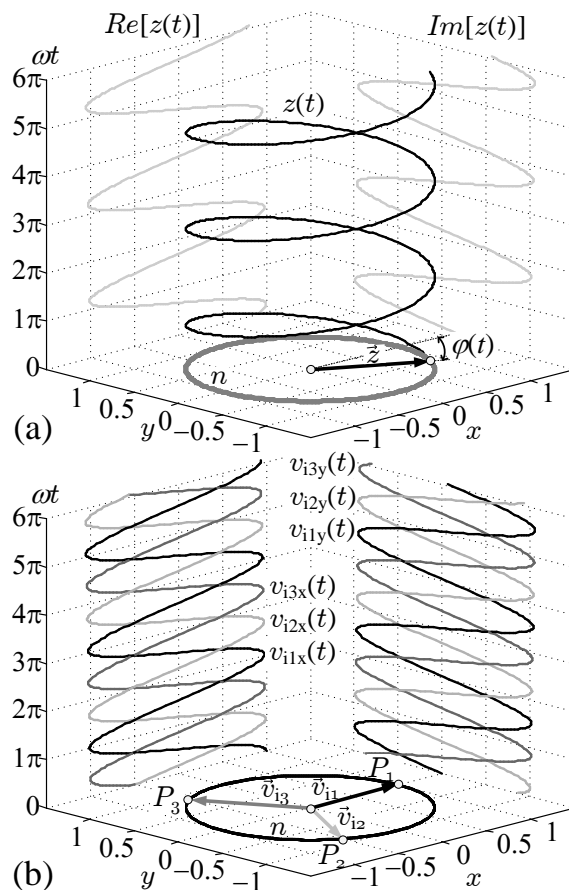 Re[z(t)] Im[z(t)]
ωt
6π
z(t)
5π
4π
3π
2π
1π
φ(t)
z⃗
0
n
1 0.5 0 −0.5 −1
y
−1 −0.5 0 0.5 1
x
(a)
v_i3y(t)
ωt
v_i2y(t)
6π
v_i1y(t)
5π
v_i3x(t)
4π
v_i2x(t)
3π
v_i1x(t)
2π
1π
P_1
v⃗_i3 v⃗_i1
P_3
0
n
v⃗_i2
P_2
1 0.5 0 −0.5 −1
y
−1 −0.5 0 0.5 1
x
(b)